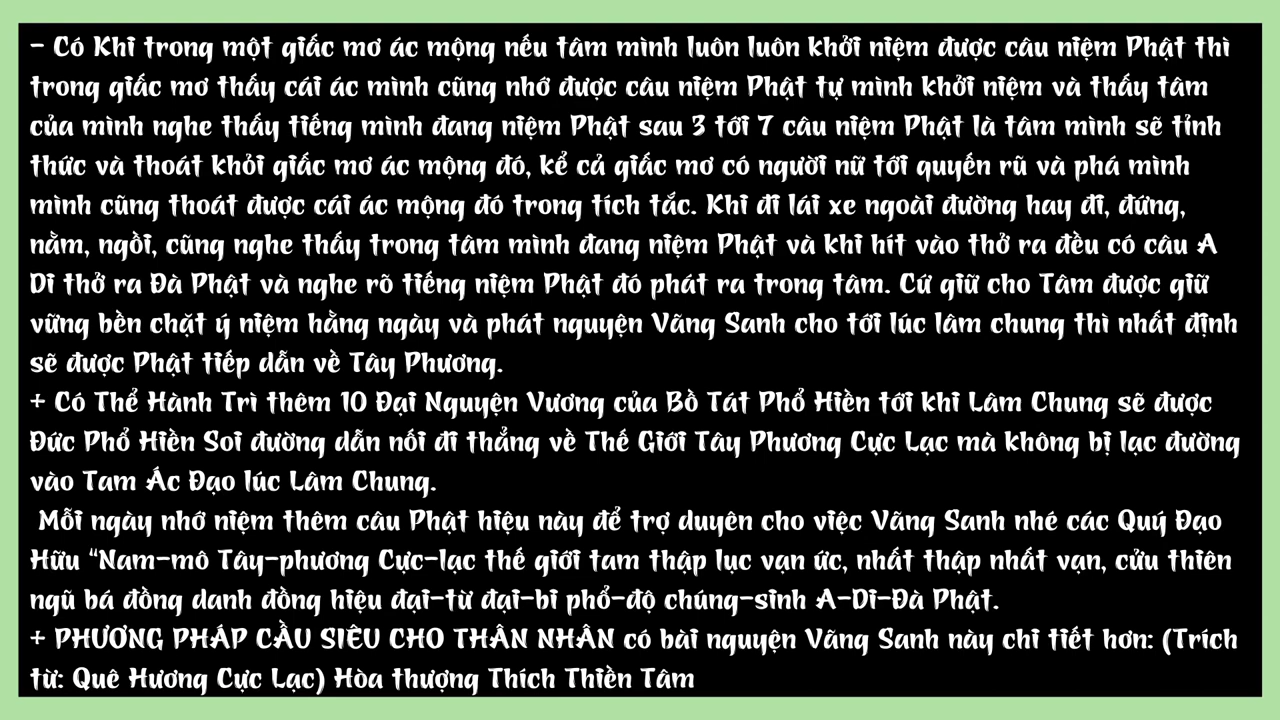 - Có Khi trong một giấc mơ ác mộng nếu tâm mình luôn luôn khởi niệm được câu niệm Phật thì
trong giấc mơ thấy cái ác mình cũng nhớ được câu niệm Phật tự mình khởi niệm và thấy tâm
của mình nghe thấy tiếng mình đang niệm Phật sau 3 tới 7 câu niệm Phật là tâm mình sẽ tỉnh
thức và thoát khỏi giấc mơ ác mộng đó, kể cả giấc mơ có người nữ tới quyến rũ và phá mình
mình cũng thoát được cái ác mộng đó trong tích tắc. Khi đi lái xe ngoài đường hay đi, đứng,
nằm, ngồi, cũng nghe thấy trong tâm mình đang niệm Phật và khi hít vào thở ra đều có câu A
Di thở ra Đà Phật và nghe rõ tiếng niệm Phật đó phát ra trong tâm. Cứ giữ cho Tâm được giữ
vững bền chặt ý niệm hằng ngày và phát nguyện Vãng Sanh cho tới lúc lâm chung thì nhất định
sẽ được Phật tiếp dẫn về Tây Phương.
+ Có Thể Hành Trì thêm 10 Đại Nguyện Vương của Bồ Tát Phổ Hiền tới khi Lâm Chung sẽ được
Đức Phổ Hiền Soi đường dẫn nối đi thẳng về Thế Giới Tây Phương Cực Lạc mà không bị lạc đường
vào Tam Ác Đạo lúc Lâm Chung.
Mỗi ngày nhớ niệm thêm câu Phật hiệu này để trợ duyên cho việc Vãng Sanh nhé các Quý Đạo
Hữu "Nam-mô Tây-phương Cực-lạc thế giới tam thập lục vạn ức, nhất thập nhất vạn, cửu thiên
ngũ bá đồng danh đồng hiệu đại-từ đại-bi phổ-độ chúng-sinh A-Di-Đà Phật.
+ PHƯƠNG PHÁP CẦU SIÊU CHO THÂN NHÂN có bài nguyện Vãng Sanh này chi tiết hơn: (Trích
từ: Quê Hương Cực Lạc) Hòa thượng Thích Thiền Tâm